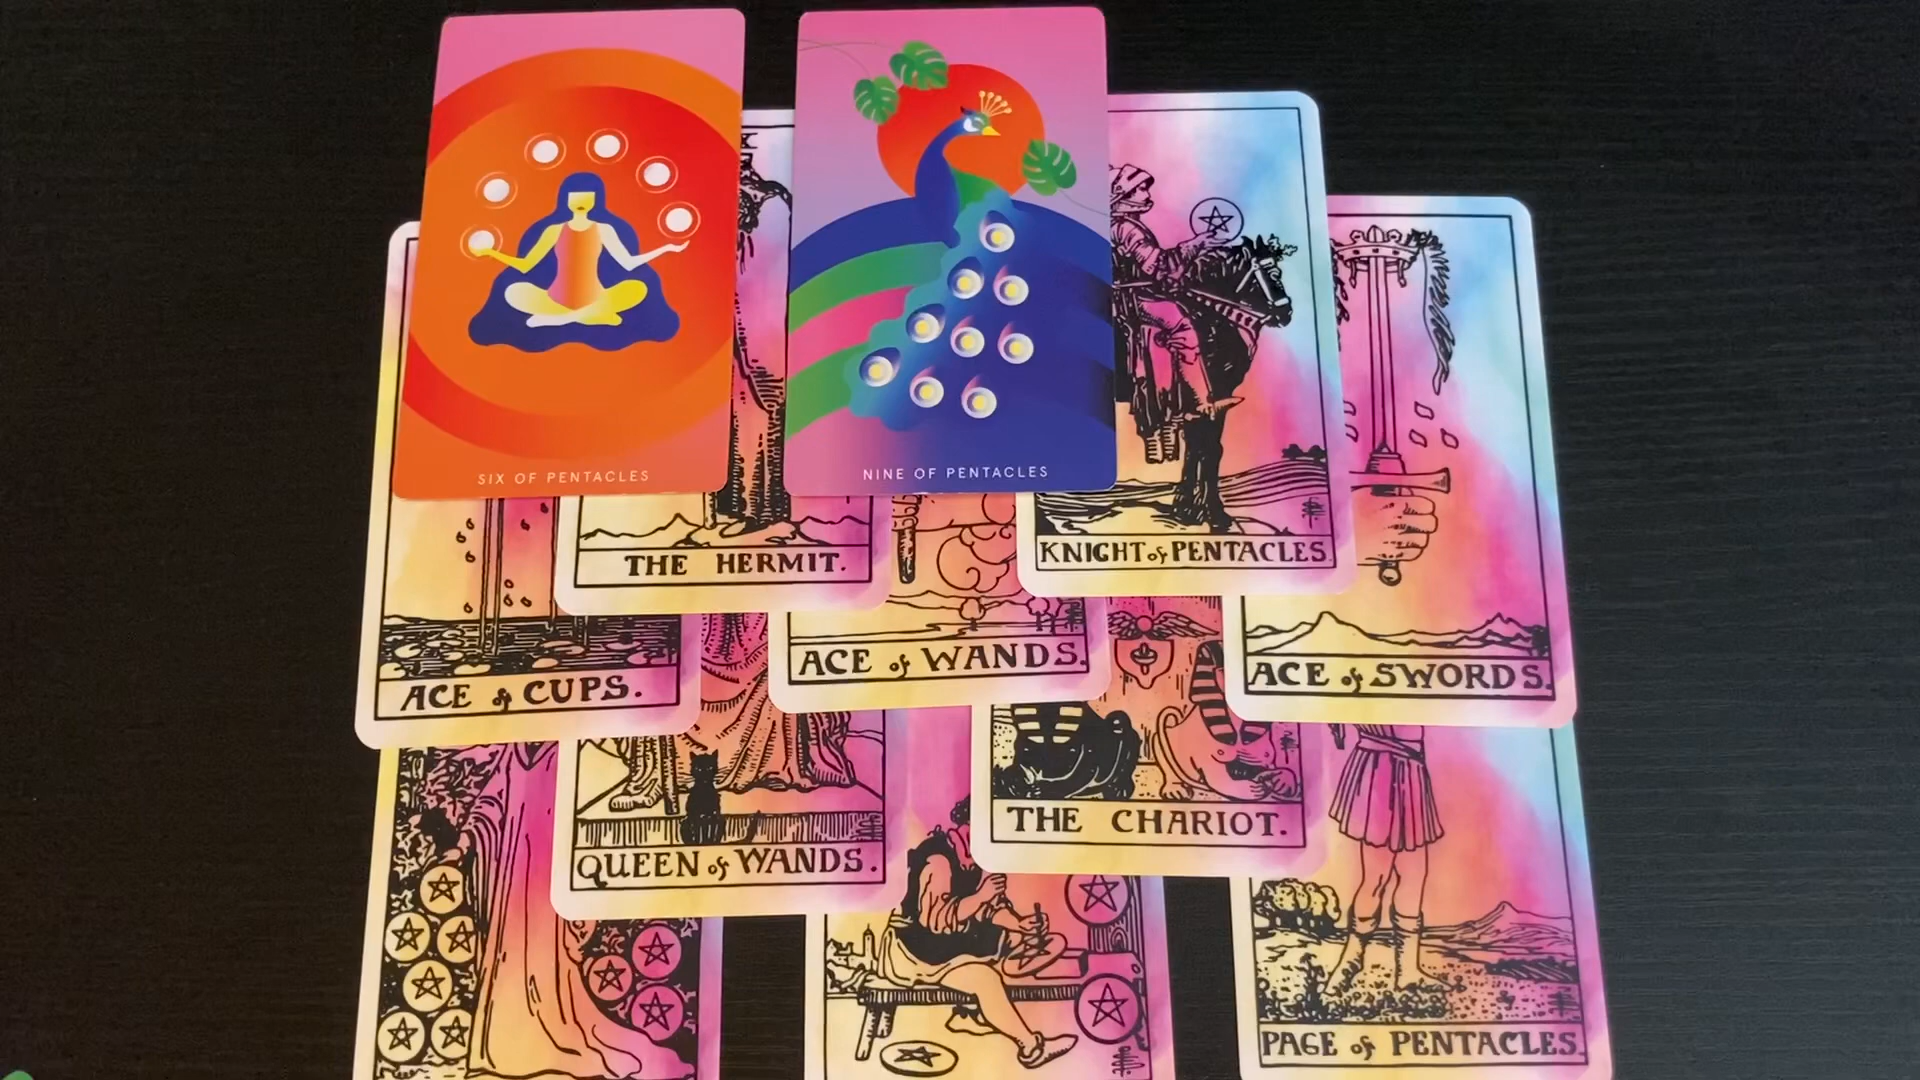 SIX OF PENTACLES
NINE OF PENTACLES
THE HERMIT.
KNIGHT of PENTACLES.
ACE of CUPS.
ACE of WANDS.
ACE of SWORDS.
QUEEN of WANDS.
THE CHARIOT.
PAGE of PENTACLES.